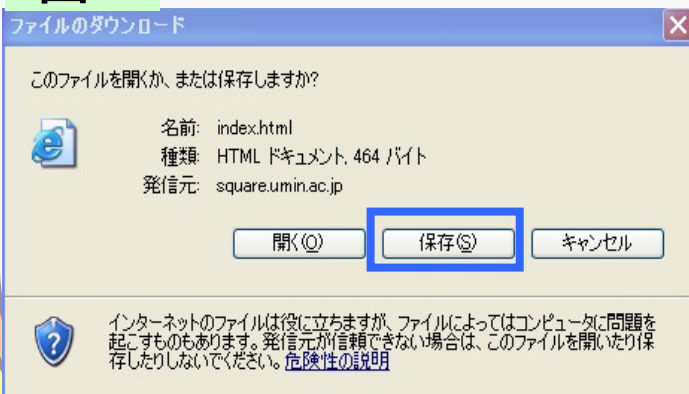 ファイルのダウンロード
このファイルを開くか、または保存しますか?
名前: index.html
種類: HTML ドキュメント, 464 バイト
発信元: square.umin.ac.jp
開く(O) 保存(S) キャンセル
インターネットのファイルは役に立ちますが、ファイルによってはコンピュータに問題を
起こすものもあります。発信元が信頼できない場合は、このファイルを開いたり保
存したりしないでください。危険性の説明